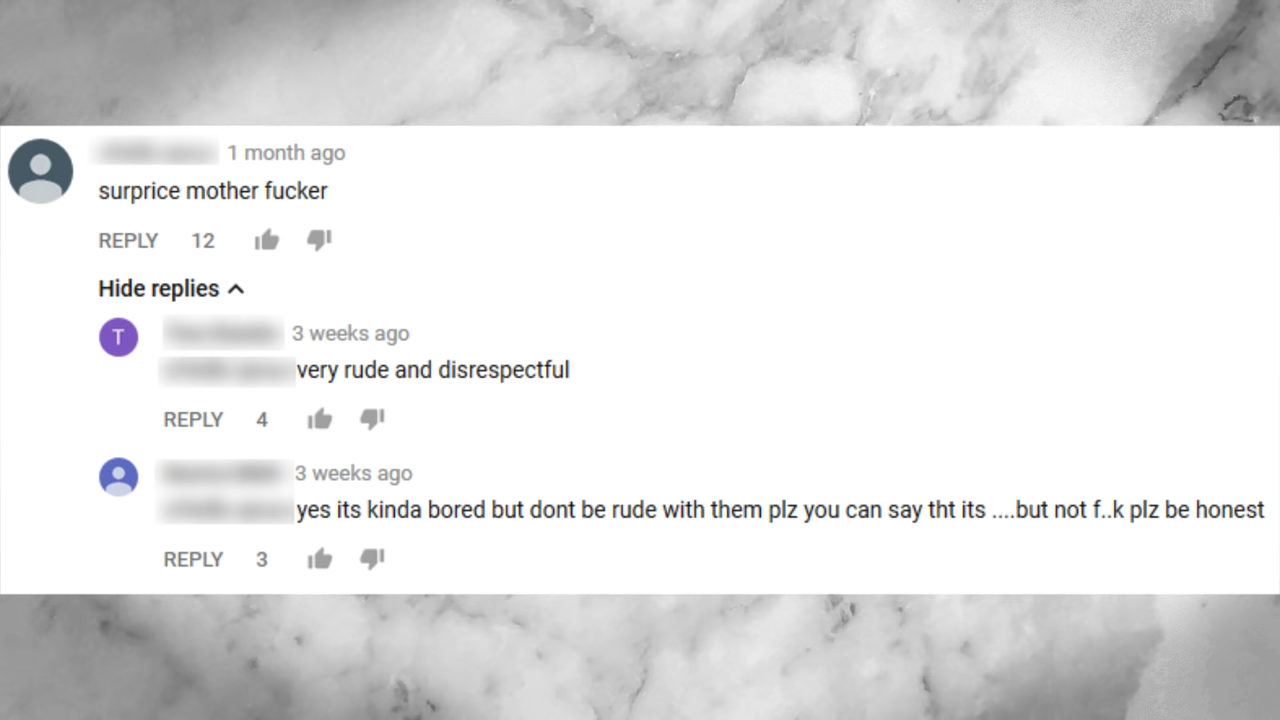 1 month ago
surprice mother fucker
REPLY 12
Hide replies
T
3 weeks ago
very rude and disrespectful
REPLY 4
3 weeks ago
yes its kinda bored but dont be rude with them plz you can say tht its ....but not f..k plz be honest
REPLY 3